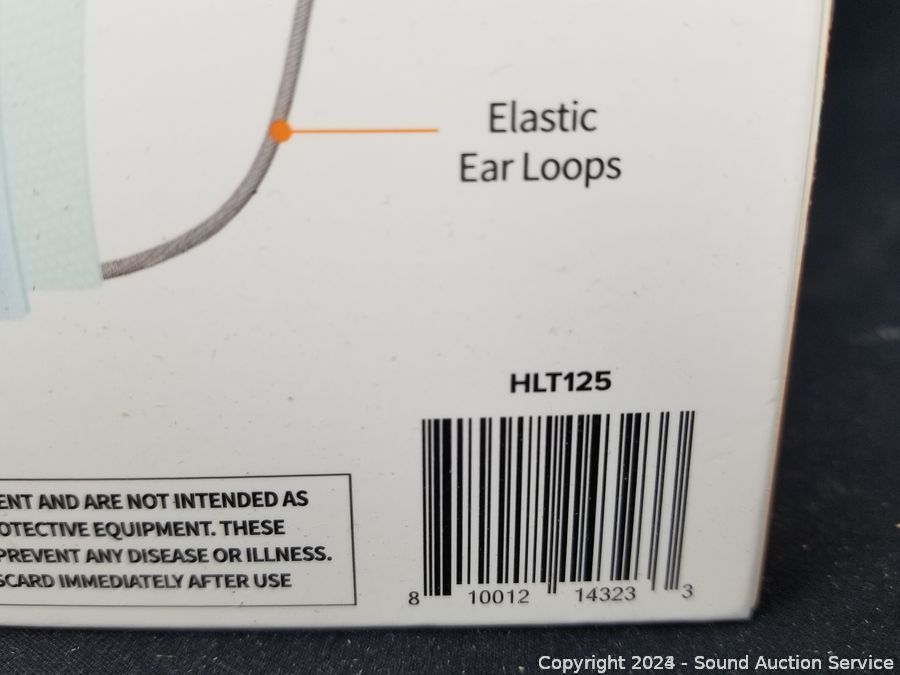 Elastic
Ear Loops
HLT125
ENT AND ARE NOT INTENDED AS
OTECTIVE EQUIPMENT. THESE
PREVENT ANY DISEASE OR ILLNESS.
SCARD IMMEDIATELY AFTER USE
8 10012 14323 3
Copyright - Sound Auction Service